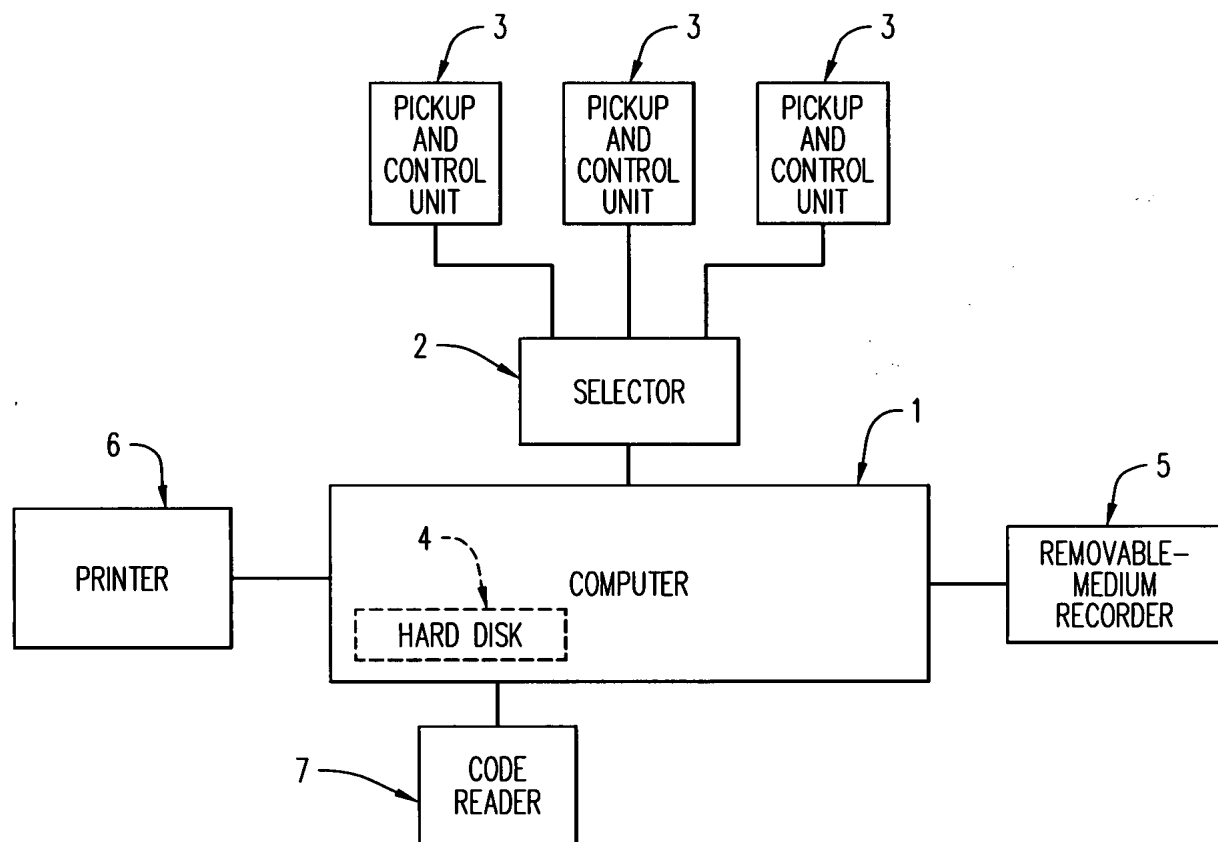 3
3
3
PICKUP
AND
CONTROL
UNIT
PICKUP
AND
CONTROL
UNIT
PICKUP
AND
CONTROL
UNIT
2
SELECTOR
1
6
5
PRINTER
4
COMPUTER
HARD DISK
REMOVABLE-
MEDIUM
RECORDER
7
CODE
READER